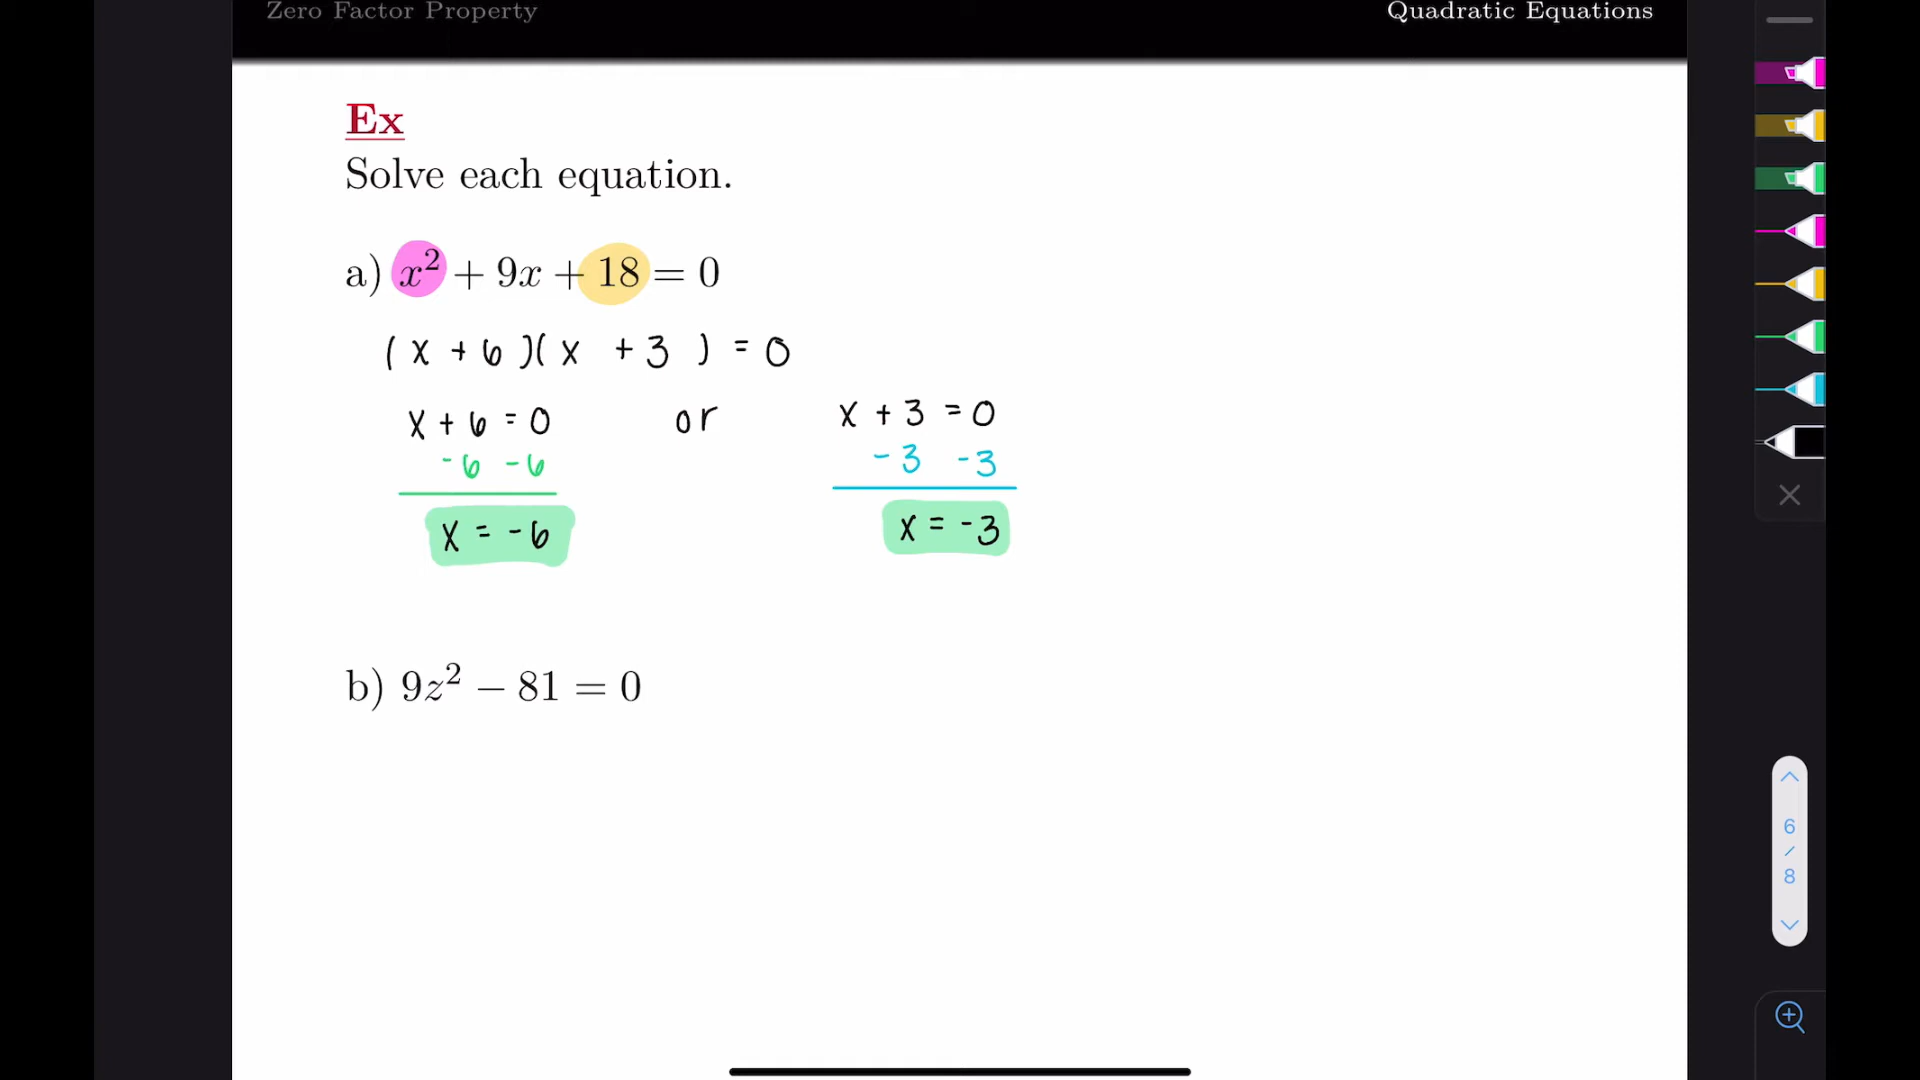 Zero Factor Property Quadratic Equations
Ex
Solve each equation.
a) x² + 9x + 18 = 0
( x + 6 )( x + 3 ) = 0
x + 6 = 0 or x + 3 = 0
-6 -6 -3 -3
x = -6 x = -3
b) 9z² − 81 = 0
6
/
8